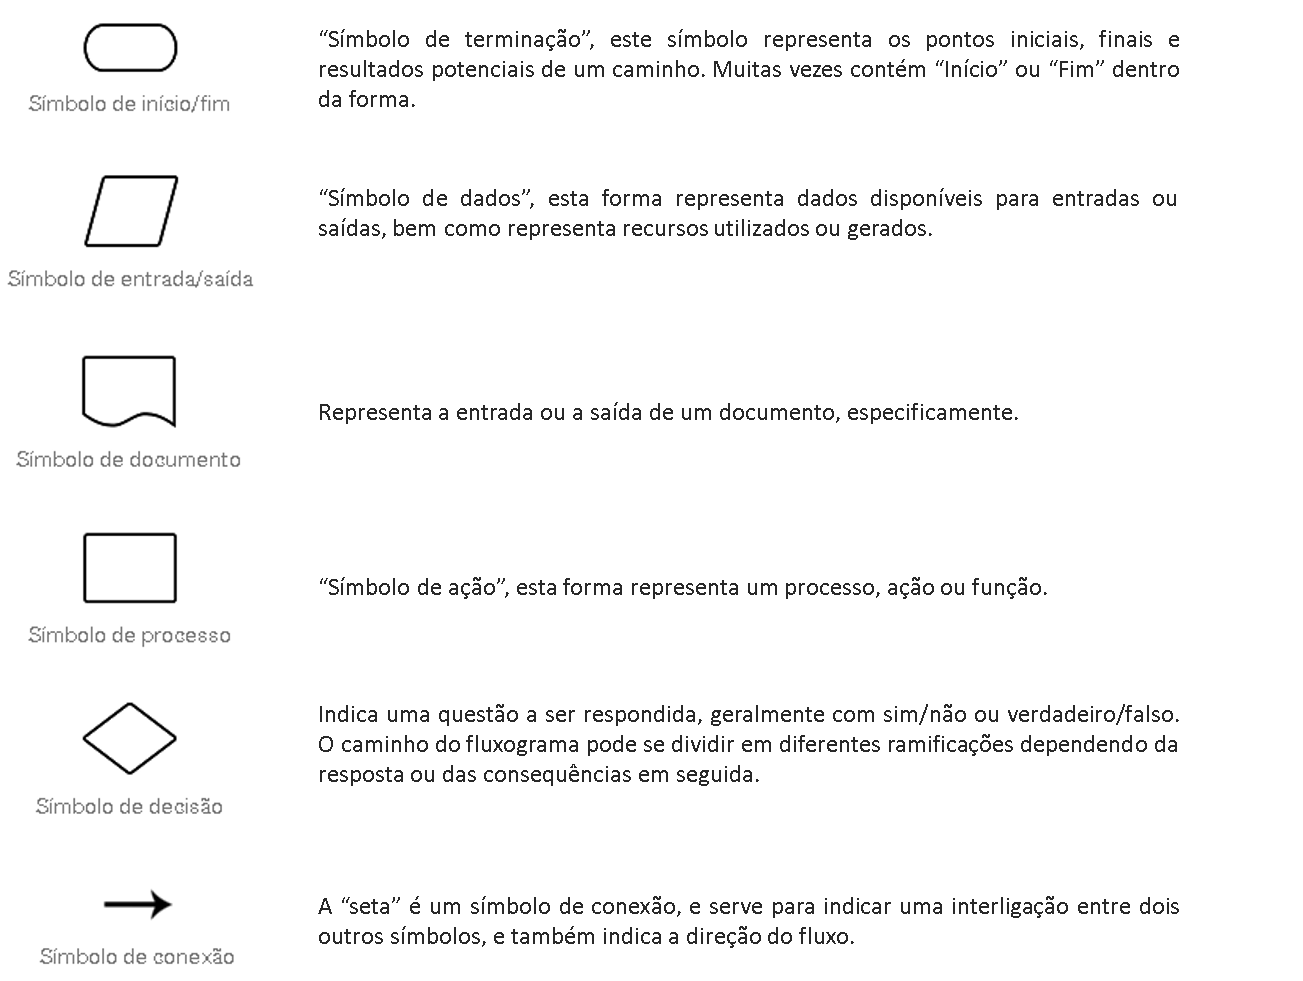 “Símbolo de terminação”, este símbolo representa os pontos iniciais, finais e
resultados potenciais de um caminho. Muitas vezes contém “Início” ou “Fim” dentro
da forma.
Símbolo de início/fim
“Símbolo de dados”, esta forma representa dados disponíveis para entradas ou
saídas, bem como representa recursos utilizados ou gerados.
Símbolo de entrada/saída
Representa a entrada ou a saída de um documento, especificamente.
Símbolo de documento
“Símbolo de ação”, esta forma representa um processo, ação ou função.
Símbolo de processo
Indica uma questão a ser respondida, geralmente com sim/não ou verdadeiro/falso.
O caminho do fluxograma pode se dividir em diferentes ramificações dependendo da
resposta ou das consequências em seguida.
Símbolo de decisão
A “seta” é um símbolo de conexão, e serve para indicar uma interligação entre dois
outros símbolos, e também indica a direção do fluxo.
Símbolo de conexão